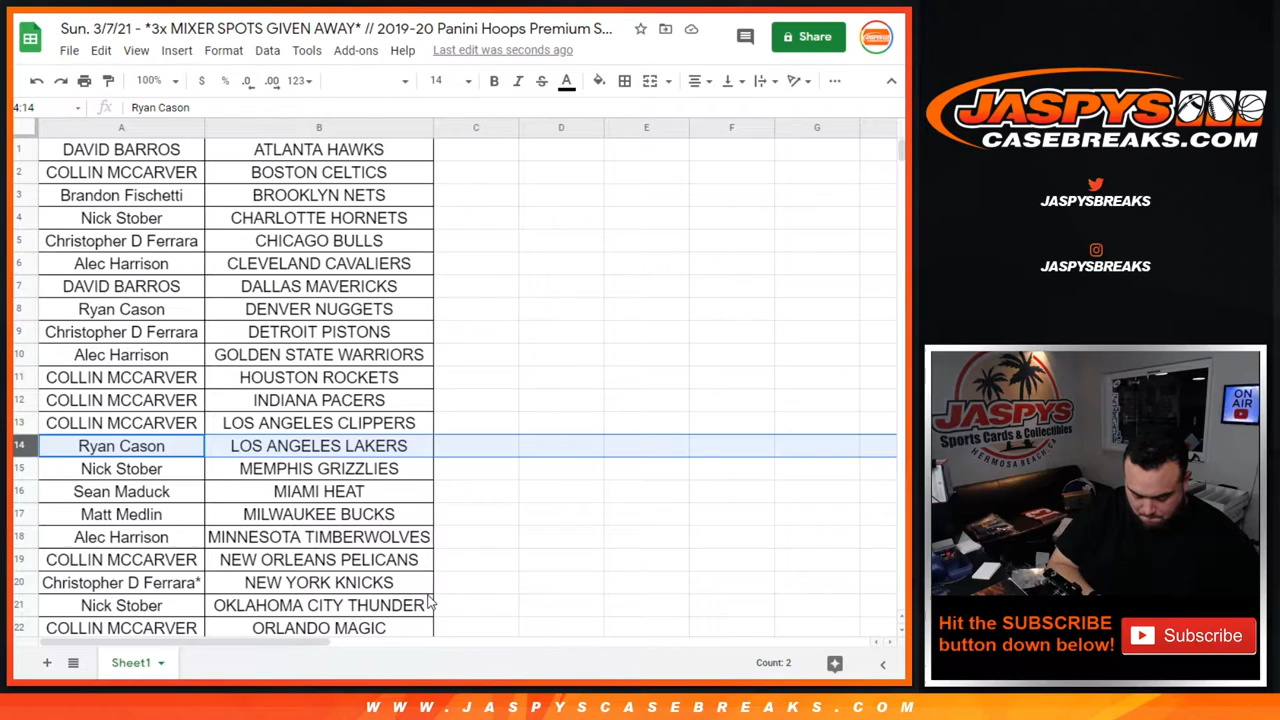 Sun. 3/7/21 - *3x MIXER SPOTS GIVEN AWAY* // 2019-20 Panini Hoops Premium S...
File Edit View Insert Format Data Tools Add-ons Help Last edit was seconds ago
Share
100% $ % .0 .00 123 14 B I S A
4:14 fx Ryan Cason
A B C D E F G
1 DAVID BARROS ATLANTA HAWKS
2 COLLIN MCCARVER BOSTON CELTICS
3 Brandon Fischetti BROOKLYN NETS
4 Nick Stober CHARLOTTE HORNETS
5 Christopher D Ferrara CHICAGO BULLS
6 Alec Harrison CLEVELAND CAVALIERS
7 DAVID BARROS DALLAS MAVERICKS
8 Ryan Cason DENVER NUGGETS
9 Christopher D Ferrara DETROIT PISTONS
10 Alec Harrison GOLDEN STATE WARRIORS
11 COLLIN MCCARVER HOUSTON ROCKETS
12 COLLIN MCCARVER INDIANA PACERS
13 COLLIN MCCARVER LOS ANGELES CLIPPERS
14 Ryan Cason LOS ANGELES LAKERS
15 Nick Stober MEMPHIS GRIZZLIES
16 Sean Maduck MIAMI HEAT
17 Matt Medlin MILWAUKEE BUCKS
18 Alec Harrison MINNESOTA TIMBERWOLVES
19 COLLIN MCCARVER NEW ORLEANS PELICANS
20 Christopher D Ferrara* NEW YORK KNICKS
21 Nick Stober OKLAHOMA CITY THUNDER
22 COLLIN MCCARVER ORLANDO MAGIC
Sheet1
Count: 2
JASPYS
CASEBREAKS.COM
JASPYSBREAKS
JASPYSBREAKS
JASPYS
Sports Cards & Collectibles
HERMOSA BEACH, CA
ON AIR
Hit the SUBSCRIBE
button down below!
Subscribe
WWW.JASPYSCASEBREAKS.COM